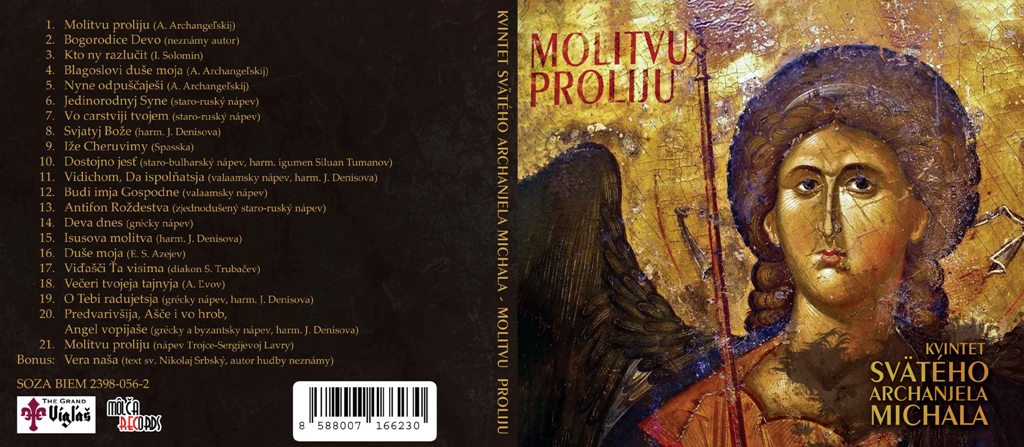 1. Molitvu proliju (A. Archangeľskij)
2. Bogorodice Devo (neznámy autor)
3. Kto ny razlučit (I. Solomin)
4. Blagoslovi duše moja (A. Archangeľskij)
5. Nyne odpuščaješi (A. Archangeľskij)
6. Jedinorodnyj Syne (staro-ruský nápev)
7. Vo carstviji tvojem (staro-ruský nápev)
8. Svjatyj Bože (harm. J. Denisova)
9. Iže Cheruvimy (Spasska)
10. Dostojno jesť (staro-bulharský nápev, harm. igumen Siluan Tumanov)
11. Vidichom, Da ispolňatsja (valaamsky nápev, harm. J. Denisova)
12. Budi imja Gospodne (valaamsky nápev)
13. Antifon Roždestva (zjednodušený staro-ruský nápev)
14. Deva dnes (grécky nápev)
15. Isusova molitva (harm. J. Denisova)
16. Duše moja (E. S. Azejev)
17. Viďašči Ťa visima (diakon S. Trubačev)
18. Večeri tvojeja tajnyja (A. Ľvov)
19. O Tebi radujetsja (grécky nápev, harm. J. Denisova)
20. Predvarivšija, Ašče i vo hrob,
Angel vopijaše (grécky a byzantsky nápev, harm. J. Denisova)
21. Molitvu proliju (nápev Trojce-Sergijevoj Lavry)
Bonus: Vera naša (text sv. Nikolaj Srbský, autor hudby neznámy)
SOZA BIEM 2398-056-2
THE GRAND
Vígľaš
MÔLČA
RECORDS
8 588007 166230
KVINTET SVÄTÉHO ARCHANJELA MICHALA - MOLITVU PROLIJU
MOLITVU
PROLIJU
KVINTET
SVÄTÉHO
ARCHANJELA
MICHALA